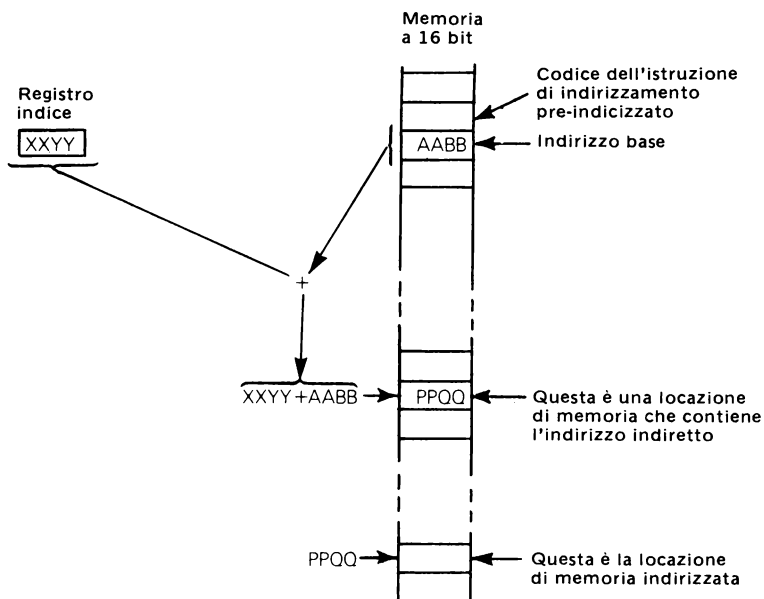 Memoria
a 16 bit
Codice dell'istruzione
di indirizzamento
pre-indicizzato
Registro
indice
XXYY
AABB
Indirizzo base
+
XXYY+AABB
PPQQ
Questa è una locazione
di memoria che contiene
l'indirizzo indiretto
PPQQ
Questa è la locazione
di memoria indirizzata